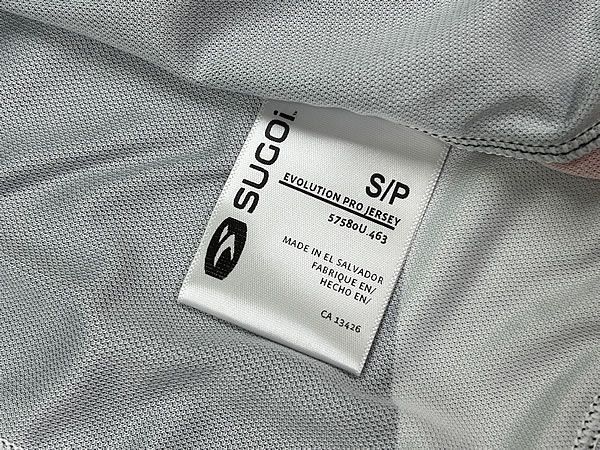 SUGOi.
S/P
EVOLUTION PRO JERSEY
57580U.463
MADE IN EL SALVADOR
FABRIQUE EN/
HECHO EN/
CA 13426